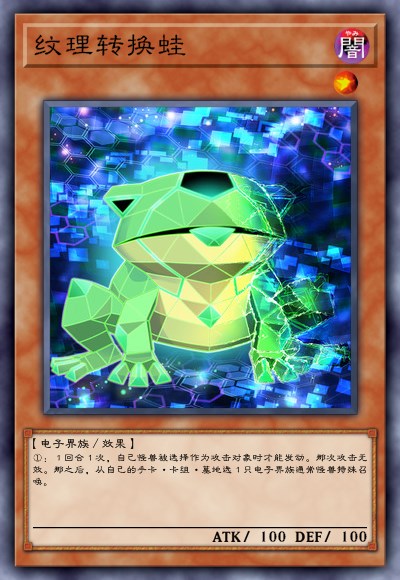 纹理转换蛙
やみ
闇
【电子界族／效果】
①：1回合1次，自己怪兽被选择作为攻击对象时才能发动。那次攻击无
效。那之后，从自己的手卡·卡组·墓地选1只电子界族通常怪兽特殊召
唤。
ATK/ 100 DEF/ 100